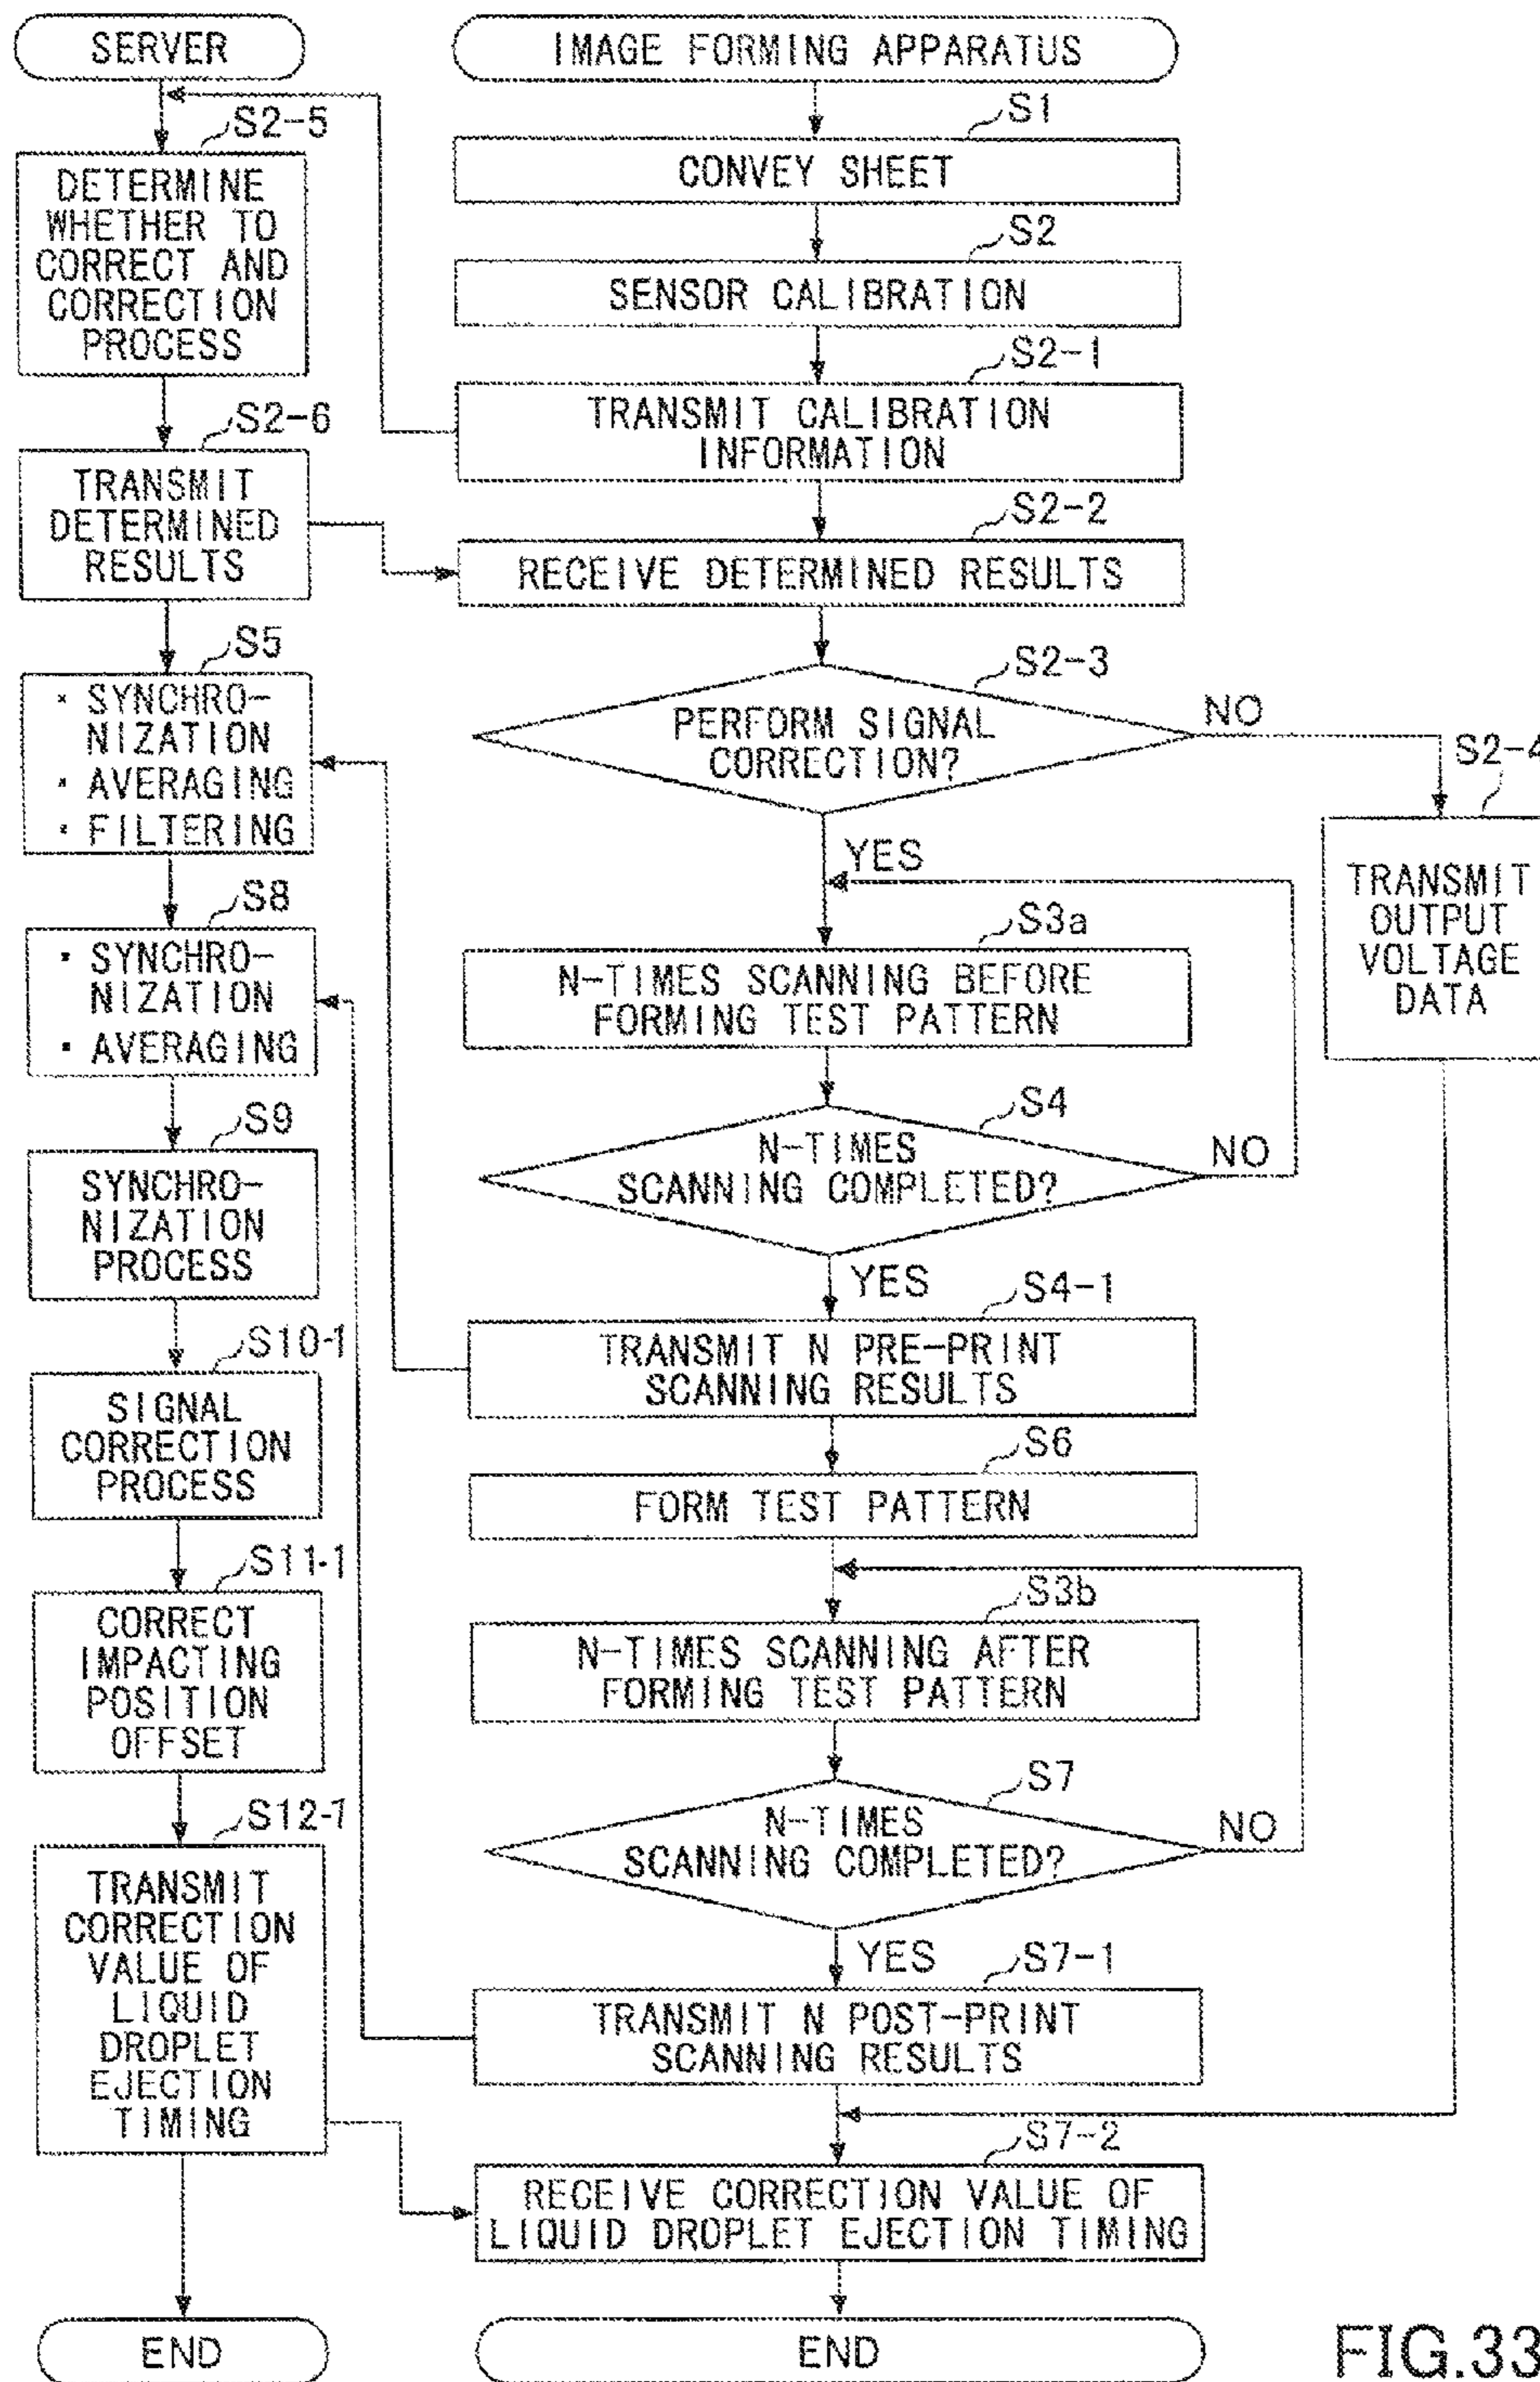 SERVER
S2-5
DETERMINE
WHETHER TO
CORRECT AND
CORRECTION
PROCESS
S2-6
TRANSMIT
DETERMINED
RESULTS
S5
• SYNCHRO-
NIZATION
• AVERAGING
• FILTERING
S8
• SYNCHRO-
NIZATION
• AVERAGING
S9
SYNCHRO-
NIZATION
PROCESS
S10-1
SIGNAL
CORRECTION
PROCESS
S11-1
CORRECT
IMPACTING
POSITION
OFFSET
S12-1
TRANSMIT
CORRECTION
VALUE OF
LIQUID
DROPLET
EJECTION
TIMING
END
IMAGE FORMING APPARATUS
S1
CONVEY SHEET
S2
SENSOR CALIBRATION
S2-1
TRANSMIT CALIBRATION
INFORMATION
S2-2
RECEIVE DETERMINED RESULTS
S2-3
PERFORM SIGNAL
CORRECTION?
NO
YES
S2-4
TRANSMIT
OUTPUT
VOLTAGE
DATA
S3a
N-TIMES SCANNING BEFORE
FORMING TEST PATTERN
S4
N-TIMES
SCANNING COMPLETED?
NO
YES
S4-1
TRANSMIT N PRE-PRINT
SCANNING RESULTS
S6
FORM TEST PATTERN
S3b
N-TIMES SCANNING AFTER
FORMING TEST PATTERN
S7
N-TIMES
SCANNING COMPLETED?
NO
YES
S7-1
TRANSMIT N POST-PRINT
SCANNING RESULTS
S7-2
RECEIVE CORRECTION VALUE OF
LIQUID DROPLET EJECTION TIMING
END
FIG.33